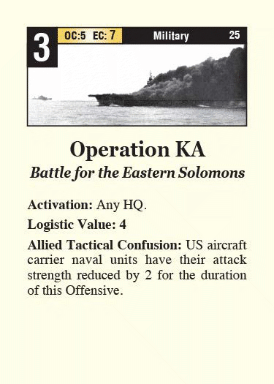 3 OC:5 EC:7 Military 25
Operation KA
Battle for the Eastern Solomons
Activation: Any HQ.
Logistic Value: 4
Allied Tactical Confusion: US aircraft
carrier naval units have their attack
strength reduced by 2 for the duration
of this Offensive.